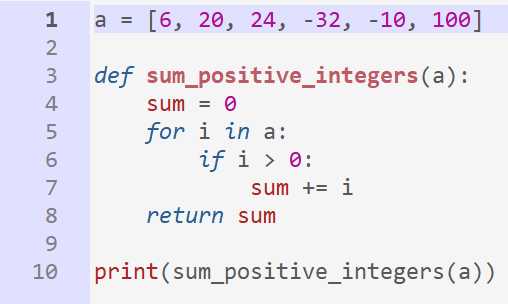 1 a = [6, 20, 24, -32, -10, 100]
2
3 def sum_positive_integers(a):
4     sum = 0
5     for i in a:
6         if i > 0:
7             sum += i
8     return sum
9
10 print(sum_positive_integers(a))